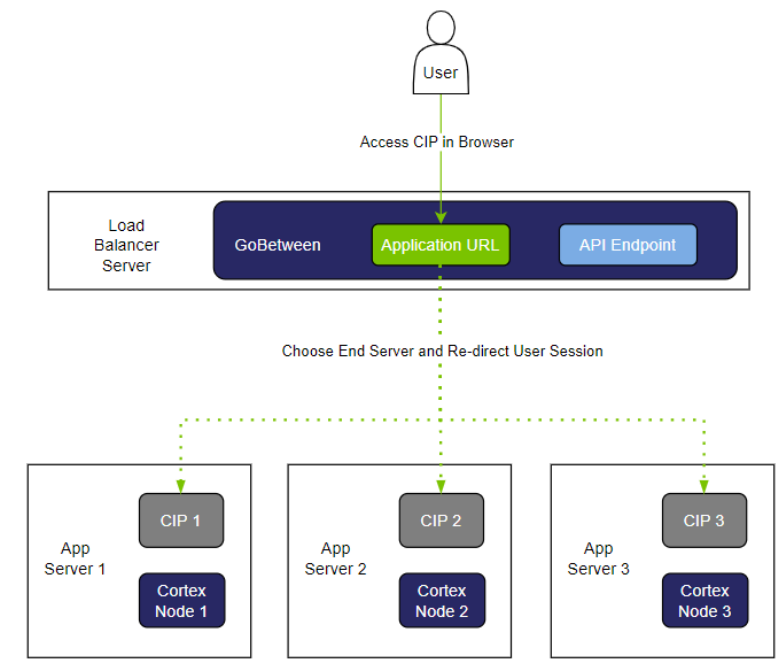 User
Access CIP in Browser
Load
Balancer
Server
GoBetween
Application URL
API Endpoint
Choose End Server and Re-direct User Session
App
Server 1
CIP 1
Cortex
Node 1
App
Server 2
CIP 2
Cortex
Node 2
App
Server 3
CIP 3
Cortex
Node 3